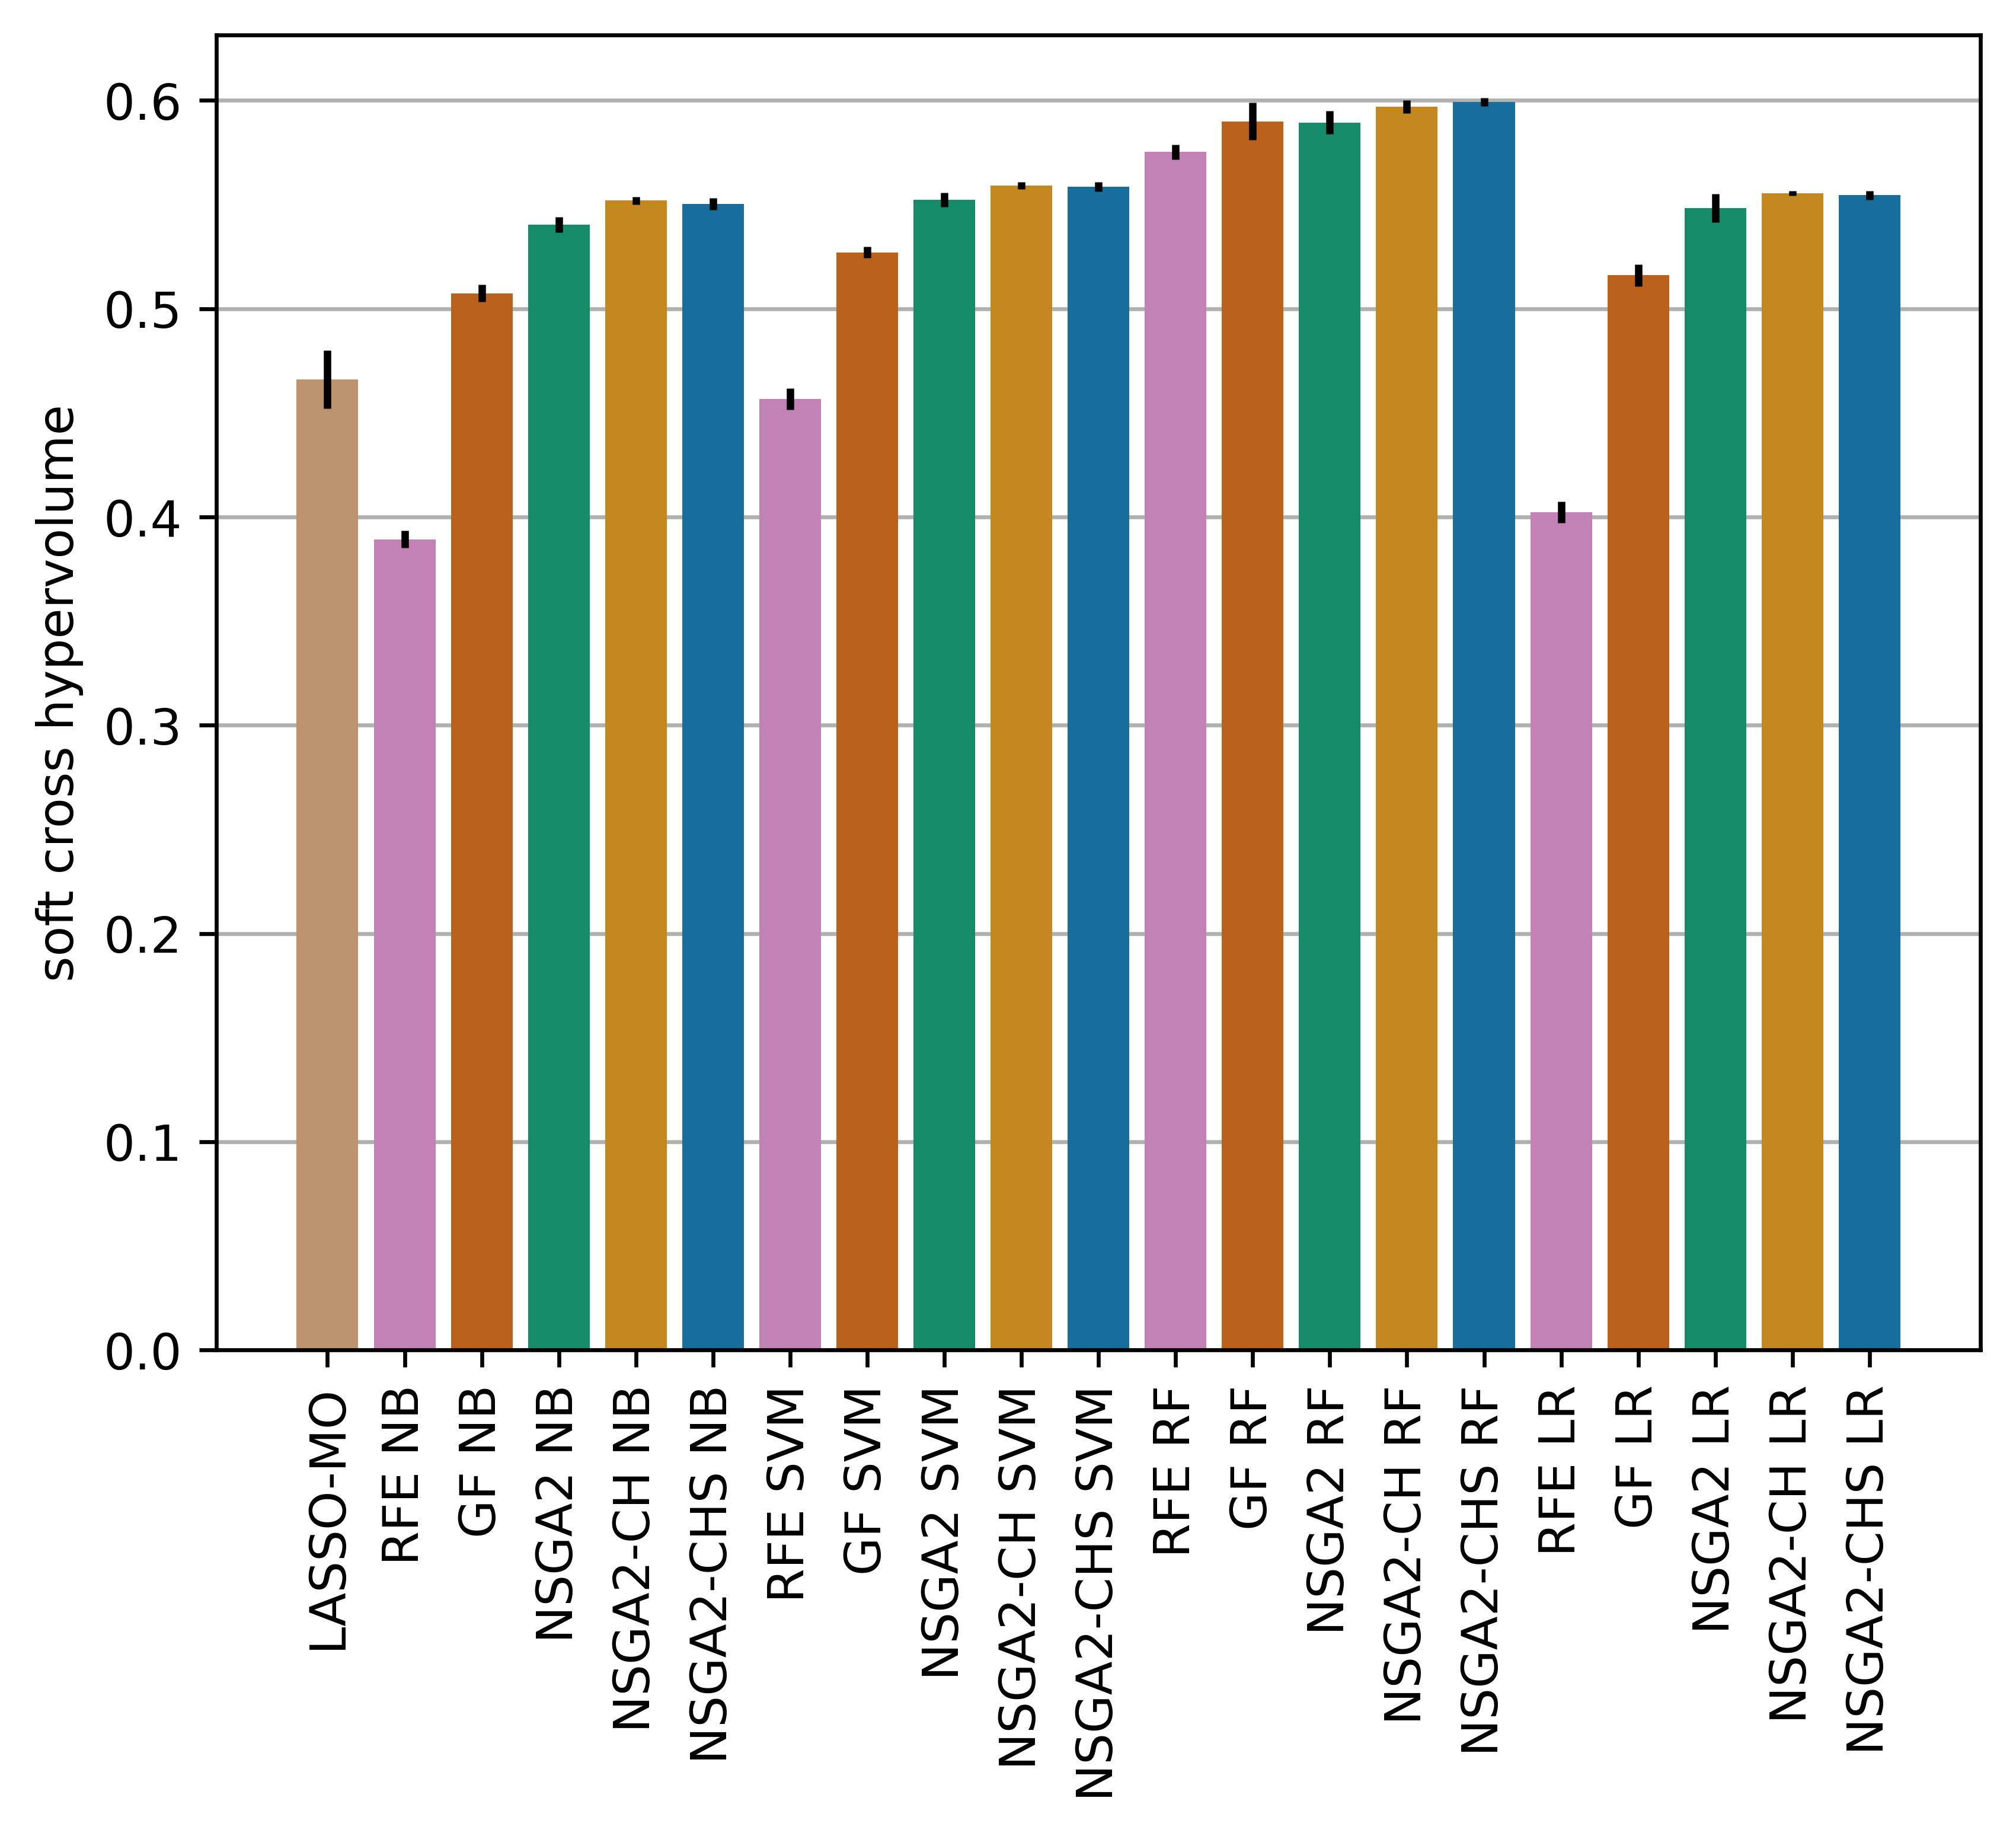 soft cross hypervolume
0.6
0.5
0.4
0.3
0.2
0.1
0.0
LASSO-MO
RFE NB
GF NB
NSGA2 NB
NSGA2-CH NB
NSGA2-CHS NB
RFE SVM
GF SVM
NSGA2 SVM
NSGA2-CH SVM
NSGA2-CHS SVM
RFE RF
GF RF
NSGA2 RF
NSGA2-CH RF
NSGA2-CHS RF
RFE LR
GF LR
NSGA2 LR
NSGA2-CH LR
NSGA2-CHS LR